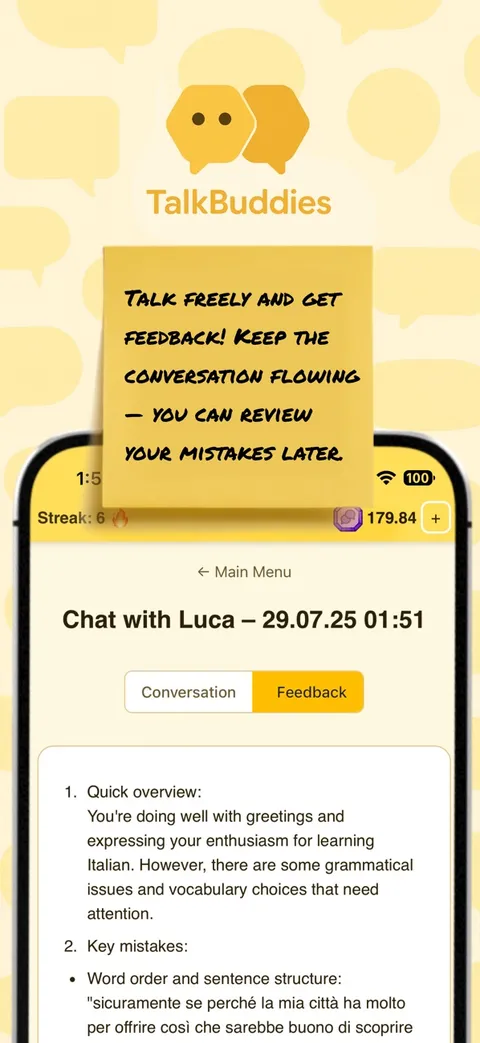 TalkBuddies
Talk freely and get
feedback! Keep the
conversation flowing
– you can review
your mistakes later.
1:5
100
Streak: 6 🔥
179.84 +
← Main Menu
Chat with Luca – 29.07.25 01:51
Conversation Feedback
1. Quick overview:
You're doing well with greetings and
expressing your enthusiasm for learning
Italian. However, there are some grammatical
issues and vocabulary choices that need
attention.
2. Key mistakes:
• Word order and sentence structure:
"sicuramente se perché la mia città ha molto
per offrire così che sarebbe buono di scoprire